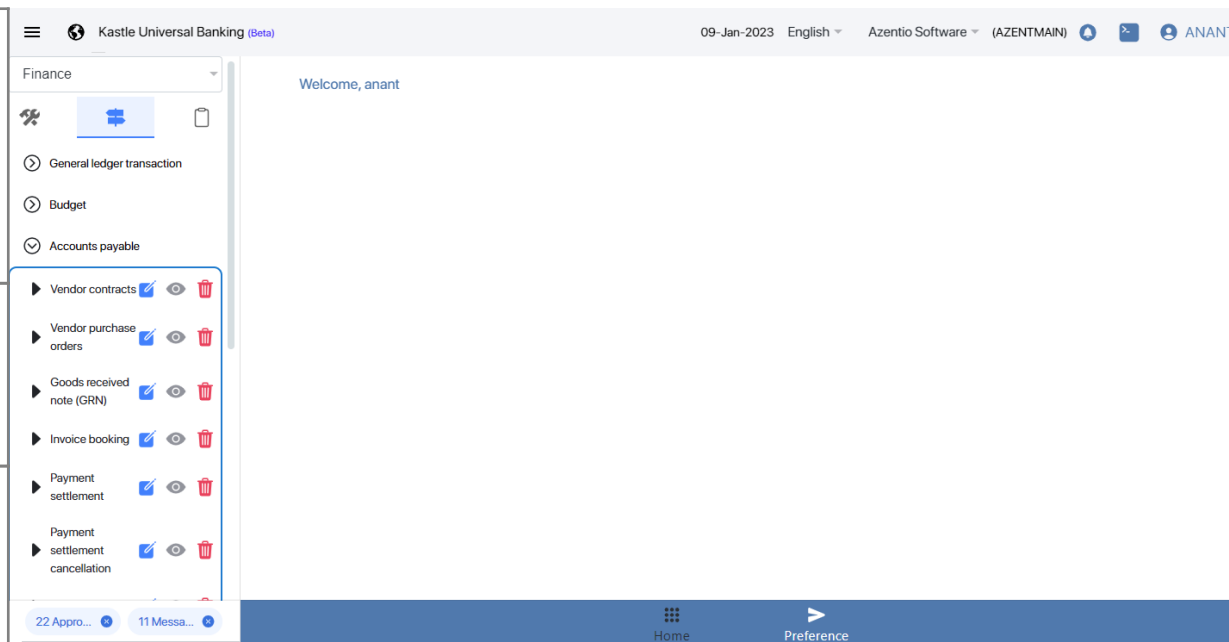 Kastle Universal Banking (Beta)
09-Jan-2023 English Azentio Software (AZENTMAIN) ANANT
Finance
Welcome, anant
General ledger transaction
Budget
Accounts payable
Vendor contracts
Vendor purchase
orders
Goods received
note (GRN)
Invoice booking
Payment
settlement
Payment
settlement
cancellation
22 Appro...
11 Messa...
Home
Preference